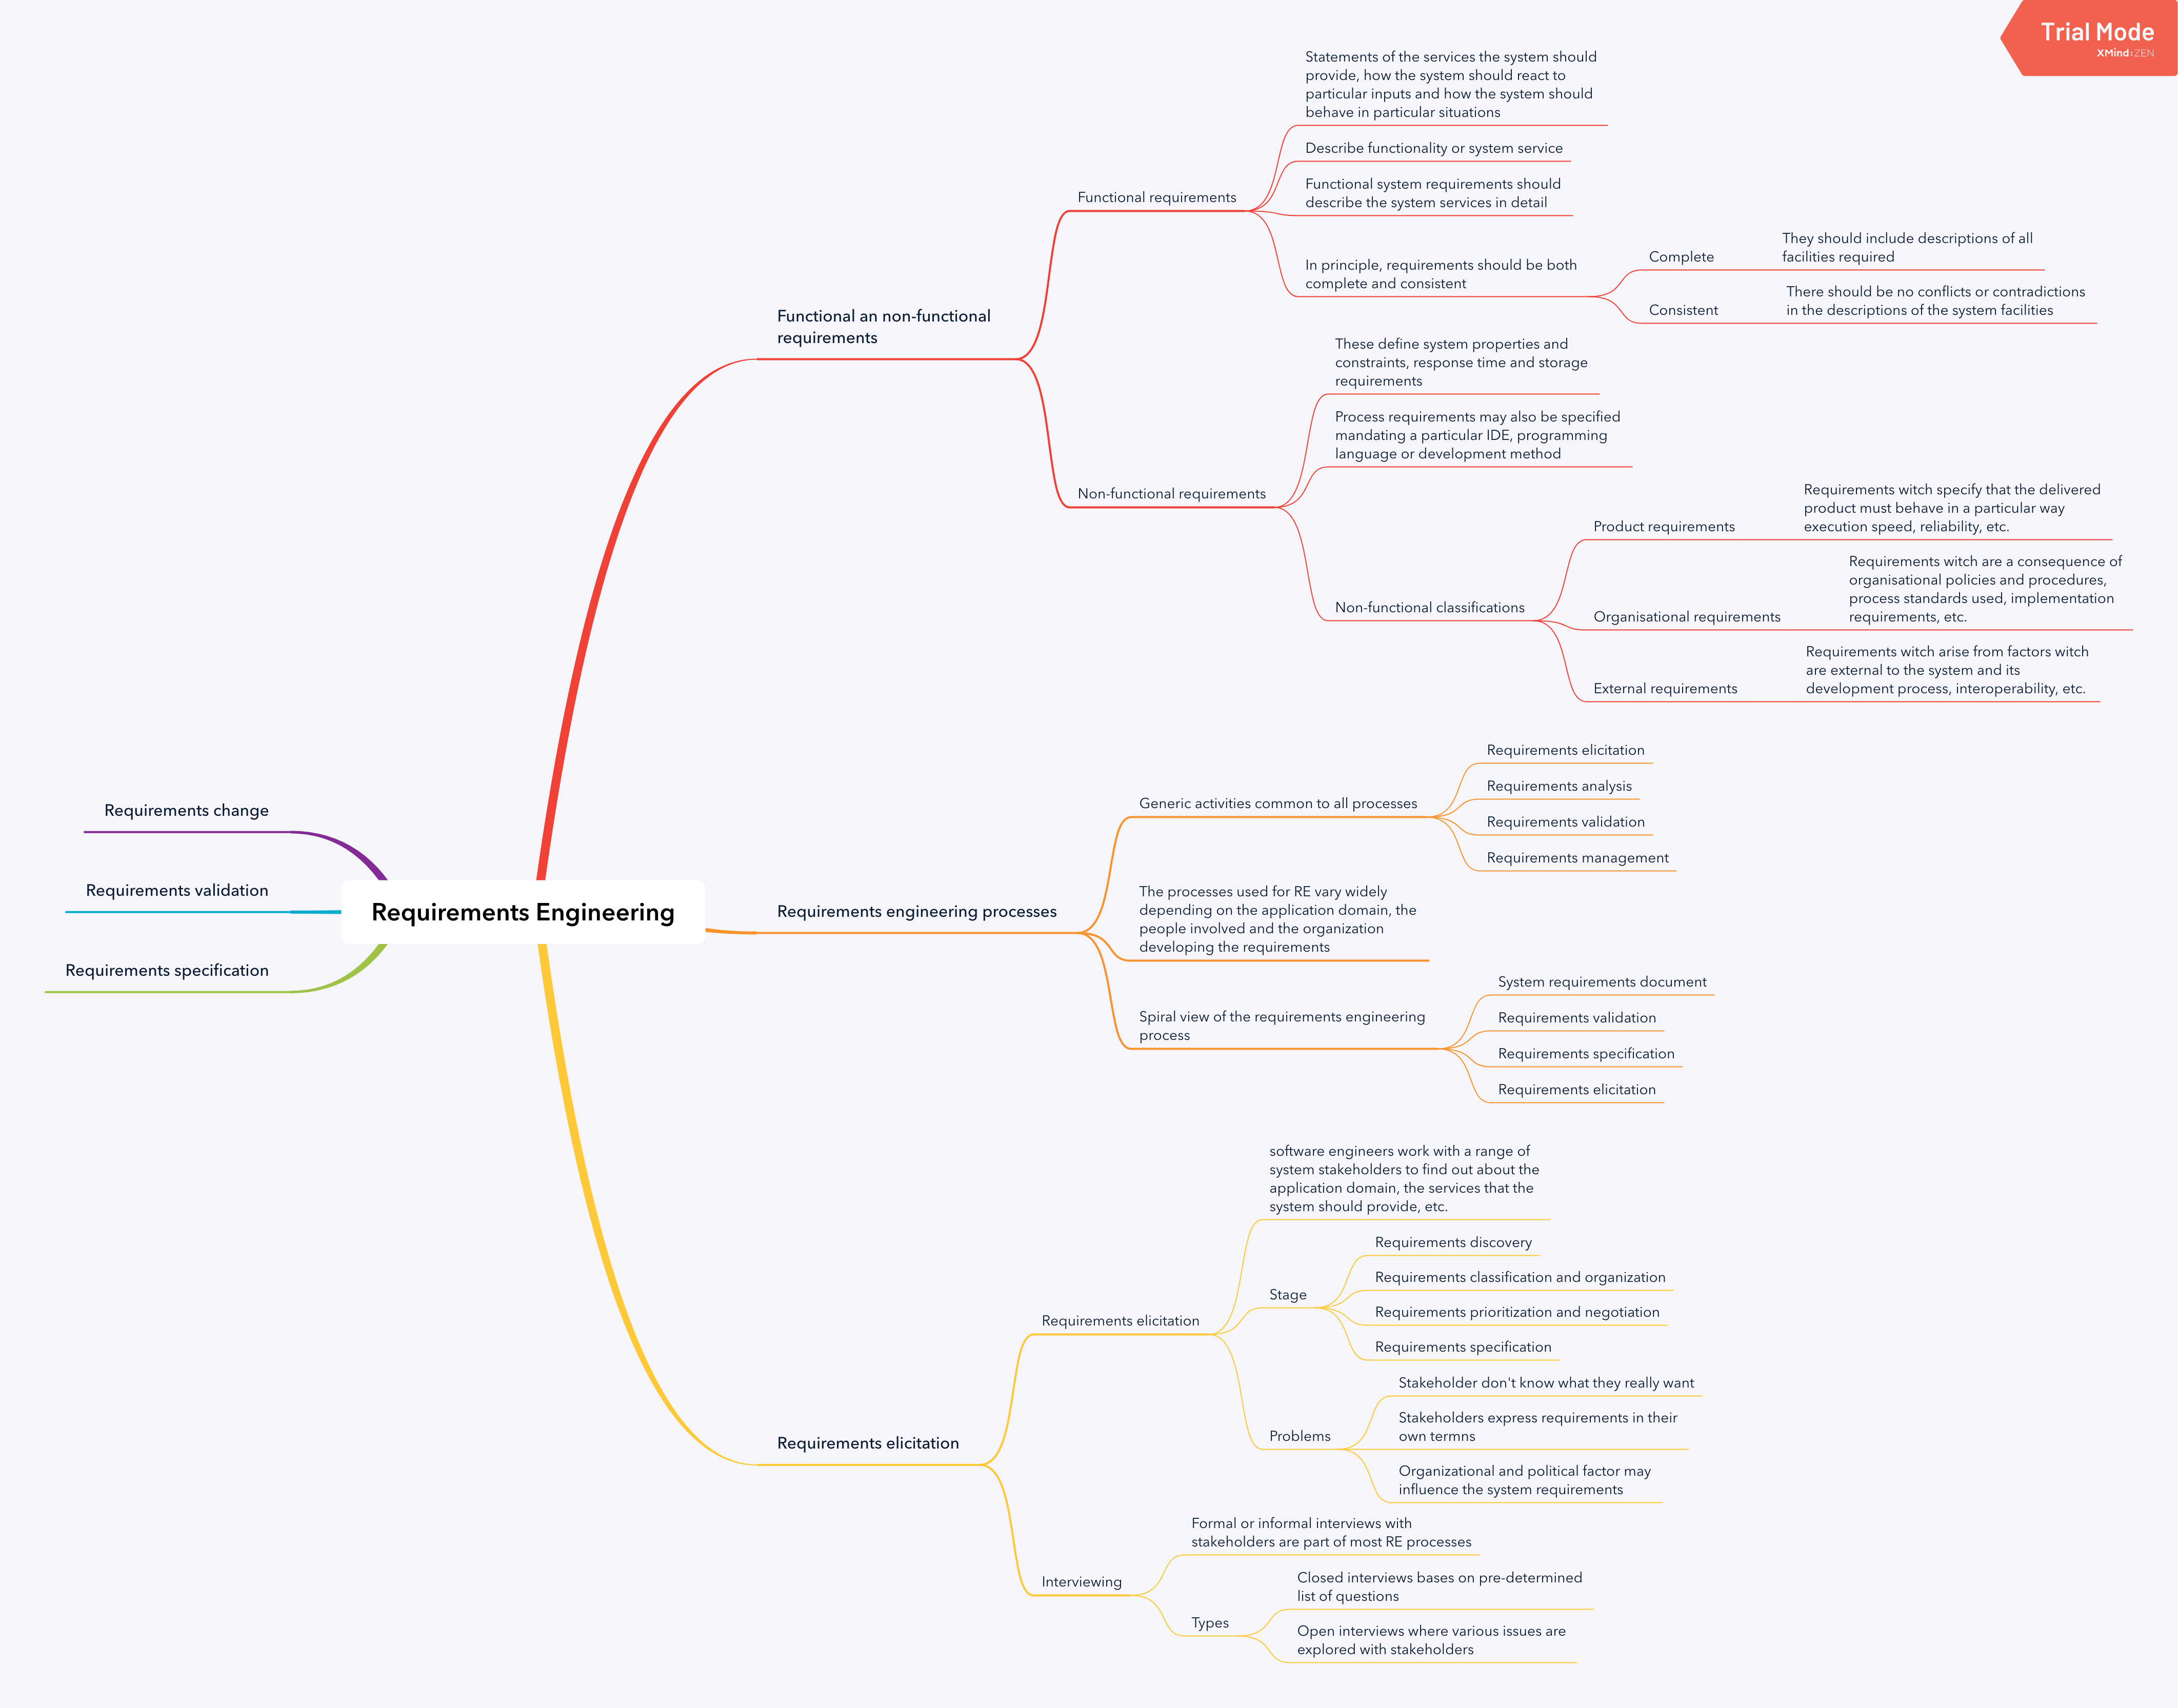 Trial Mode
XMind:ZEN
Statements of the services the system should
provide, how the system should react to
particular inputs and how the system should
behave in particular situations
Describe functionality or system service
Functional requirements
Functional system requirements should
describe the system services in detail
In principle, requirements should be both
complete and consistent
Complete
They should include descriptions of all
facilities required
Consistent
There should be no conflicts or contradictions
in the descriptions of the system facilities
Functional an non-functional
requirements
These define system properties and
constraints, response time and storage
requirements
Process requirements may also be specified
mandating a particular IDE, programming
language or development method
Non-functional requirements
Non-functional classifications
Product requirements
Requirements witch specify that the delivered
product must behave in a particular way
execution speed, reliability, etc.
Organisational requirements
Requirements witch are a consequence of
organisational policies and procedures,
process standards used, implementation
requirements, etc.
External requirements
Requirements witch arise from factors witch
are external to the system and its
development process, interoperability, etc.
Requirements change
Requirements validation
Requirements specification
Requirements Engineering
Requirements engineering processes
Generic activities common to all processes
Requirements elicitation
Requirements analysis
Requirements validation
Requirements management
The processes used for RE vary widely
depending on the application domain, the
people involved and the organization
developing the requirements
Spiral view of the requirements engineering
process
System requirements document
Requirements validation
Requirements specification
Requirements elicitation
Requirements elicitation
Requirements elicitation
software engineers work with a range of
system stakeholders to find out about the
application domain, the services that the
system should provide, etc.
Stage
Requirements discovery
Requirements classification and organization
Requirements prioritization and negotiation
Requirements specification
Problems
Stakeholder don't know what they really want
Stakeholders express requirements in their
own termns
Organizational and political factor may
influence the system requirements
Interviewing
Formal or informal interviews with
stakeholders are part of most RE processes
Types
Closed interviews bases on pre-determined
list of questions
Open interviews where various issues are
explored with stakeholders